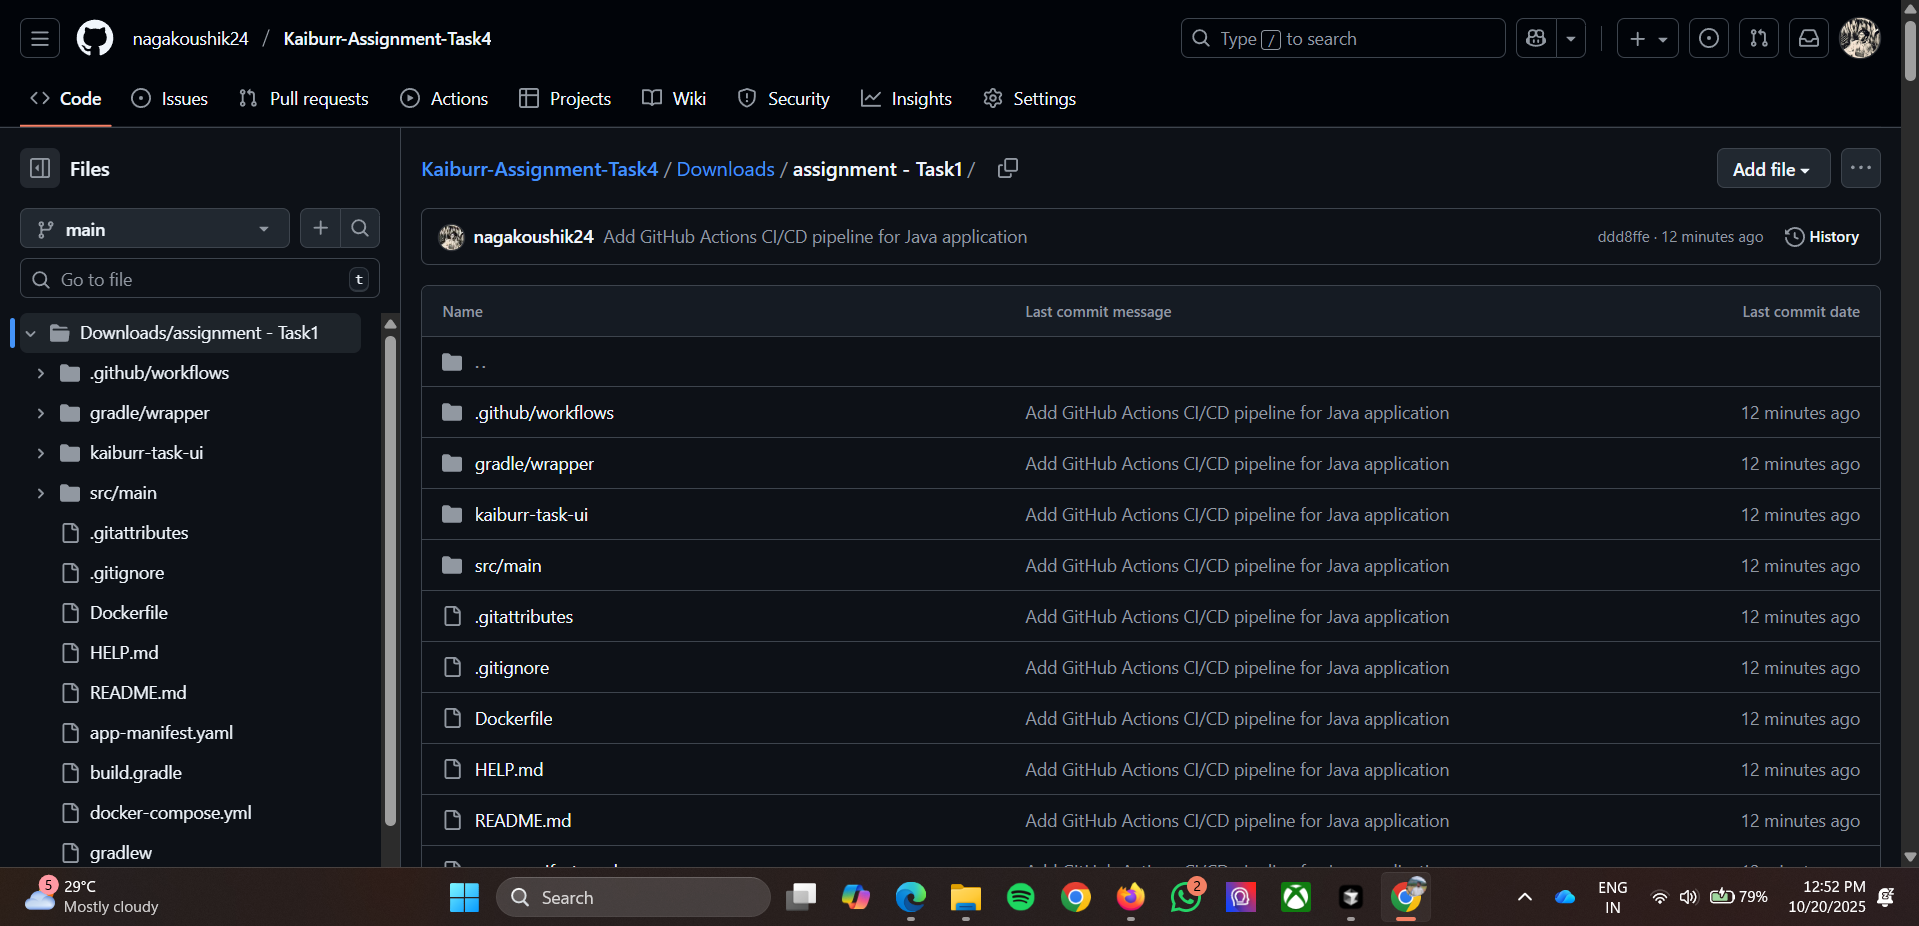 nagakoushik24 / Kaiburr-Assignment-Task4
Type / to search
Code
Issues
Pull requests
Actions
Projects
Wiki
Security
Insights
Settings
Files
main
Go to file
t
Downloads/assignment - Task1
.github/workflows
gradle/wrapper
kaiburr-task-ui
src/main
.gitattributes
.gitignore
Dockerfile
HELP.md
README.md
app-manifest.yaml
build.gradle
docker-compose.yml
gradlew
Kaiburr-Assignment-Task4 / Downloads / assignment - Task1 /
Add file
nagakoushik24 Add GitHub Actions CI/CD pipeline for Java application
ddd8ffe · 12 minutes ago
History
Name Last commit message Last commit date
..
.github/workflows Add GitHub Actions CI/CD pipeline for Java application 12 minutes ago
gradle/wrapper Add GitHub Actions CI/CD pipeline for Java application 12 minutes ago
kaiburr-task-ui Add GitHub Actions CI/CD pipeline for Java application 12 minutes ago
src/main Add GitHub Actions CI/CD pipeline for Java application 12 minutes ago
.gitattributes Add GitHub Actions CI/CD pipeline for Java application 12 minutes ago
.gitignore Add GitHub Actions CI/CD pipeline for Java application 12 minutes ago
Dockerfile Add GitHub Actions CI/CD pipeline for Java application 12 minutes ago
HELP.md Add GitHub Actions CI/CD pipeline for Java application 12 minutes ago
README.md Add GitHub Actions CI/CD pipeline for Java application 12 minutes ago
5
29°C
Mostly cloudy
Search
2
ENG
IN
79%
12:52 PM
10/20/2025